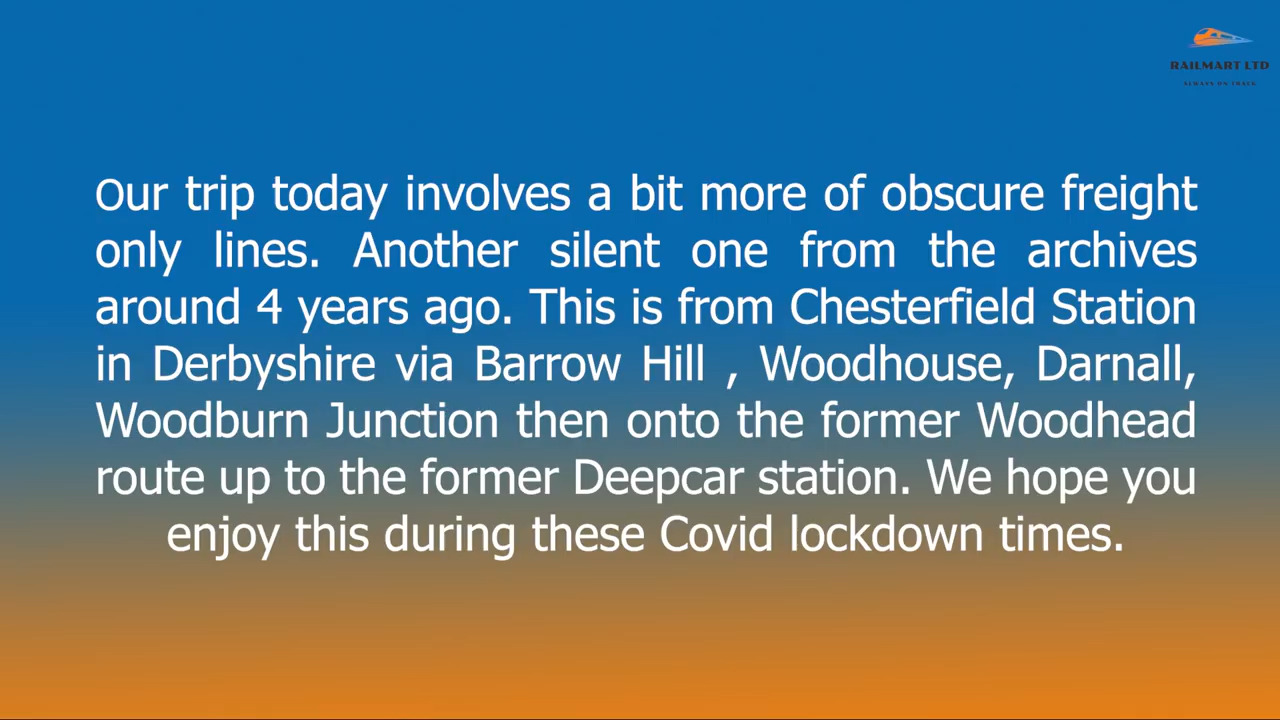 RAILMART LTD
ALWAYS ON TRACK
Our trip today involves a bit more of obscure freight
only lines. Another silent one from the archives
around 4 years ago. This is from Chesterfield Station
in Derbyshire via Barrow Hill , Woodhouse, Darnall,
Woodburn Junction then onto the former Woodhead
route up to the former Deepcar station. We hope you
enjoy this during these Covid lockdown times.